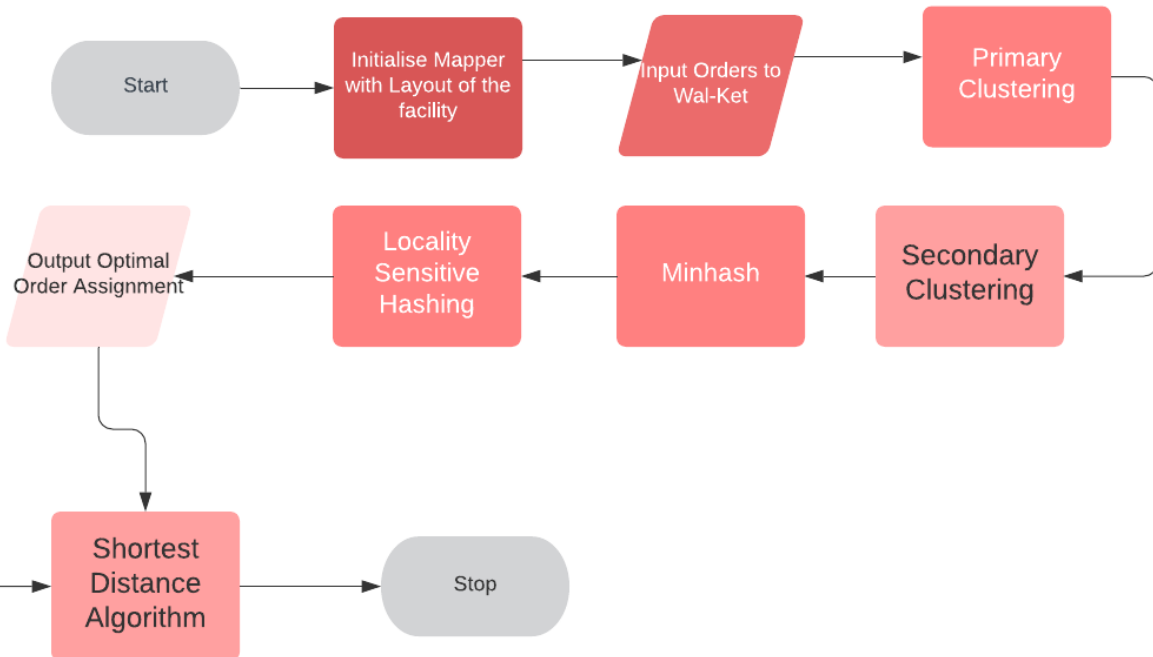 Start
Initialise Mapper
with Layout of the
facility
Input Orders to
Wal-Ket
Primary
Clustering
Secondary
Clustering
Minhash
Locality
Sensitive
Hashing
Output Optimal
Order Assignment
Shortest
Distance
Algorithm
Stop